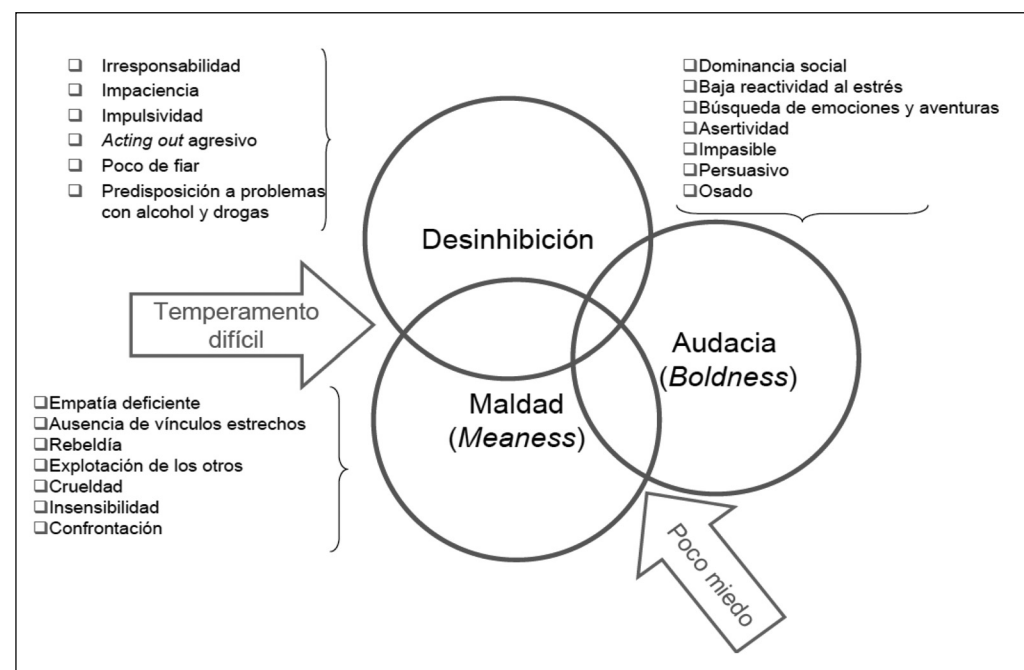 Irresponsabilidad
Impaciencia
Impulsividad
Acting out agresivo
Poco de fiar
Predisposición a problemas
con alcohol y drogas
Dominancia social
Baja reactividad al estrés
Búsqueda de emociones y aventuras
Asertividad
Impasible
Persuasivo
Osado
Desinhibición
Temperamento
difícil
Audacia
(Boldness)
Maldad
(Meaness)
Empatía deficiente
Ausencia de vínculos estrechos
Rebeldía
Explotación de los otros
Crueldad
Insensibilidad
Confrontación
Poco miedo